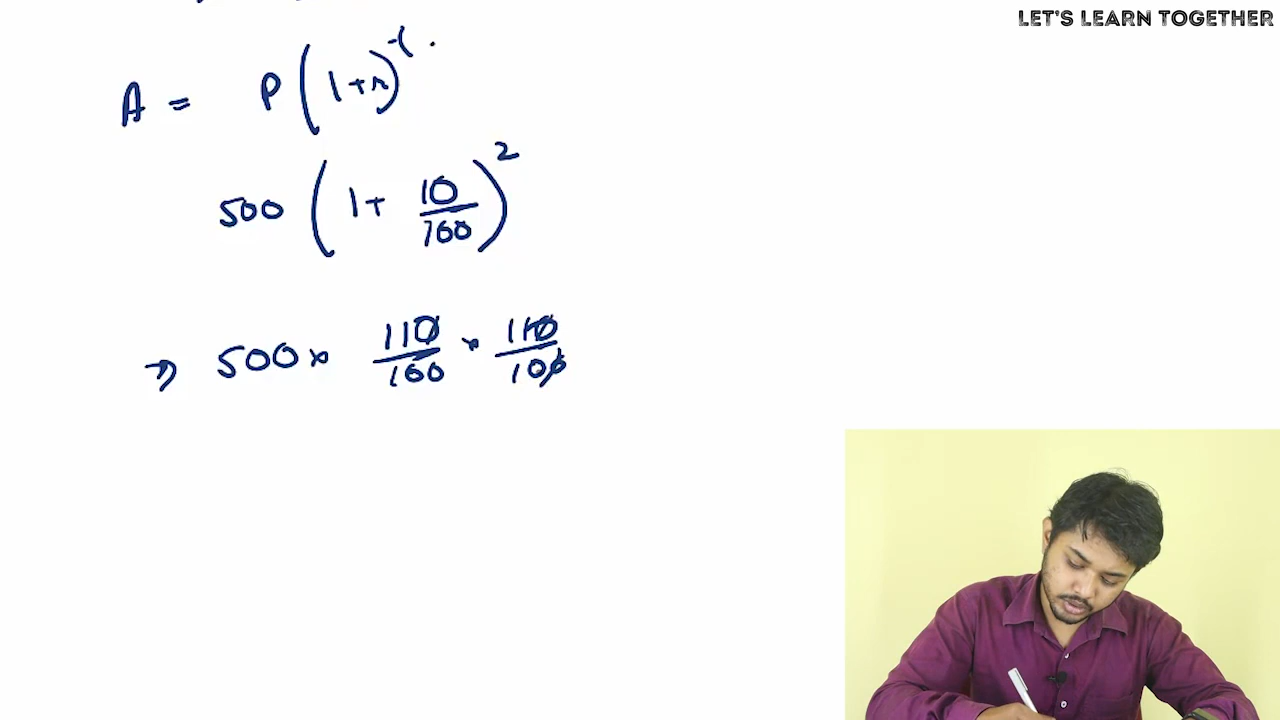 LET'S LEARN TOGETHER
A = P(1+r)^t
500 (1 + 10/100)^2
⇒ 500 × 110/100 × 110/100